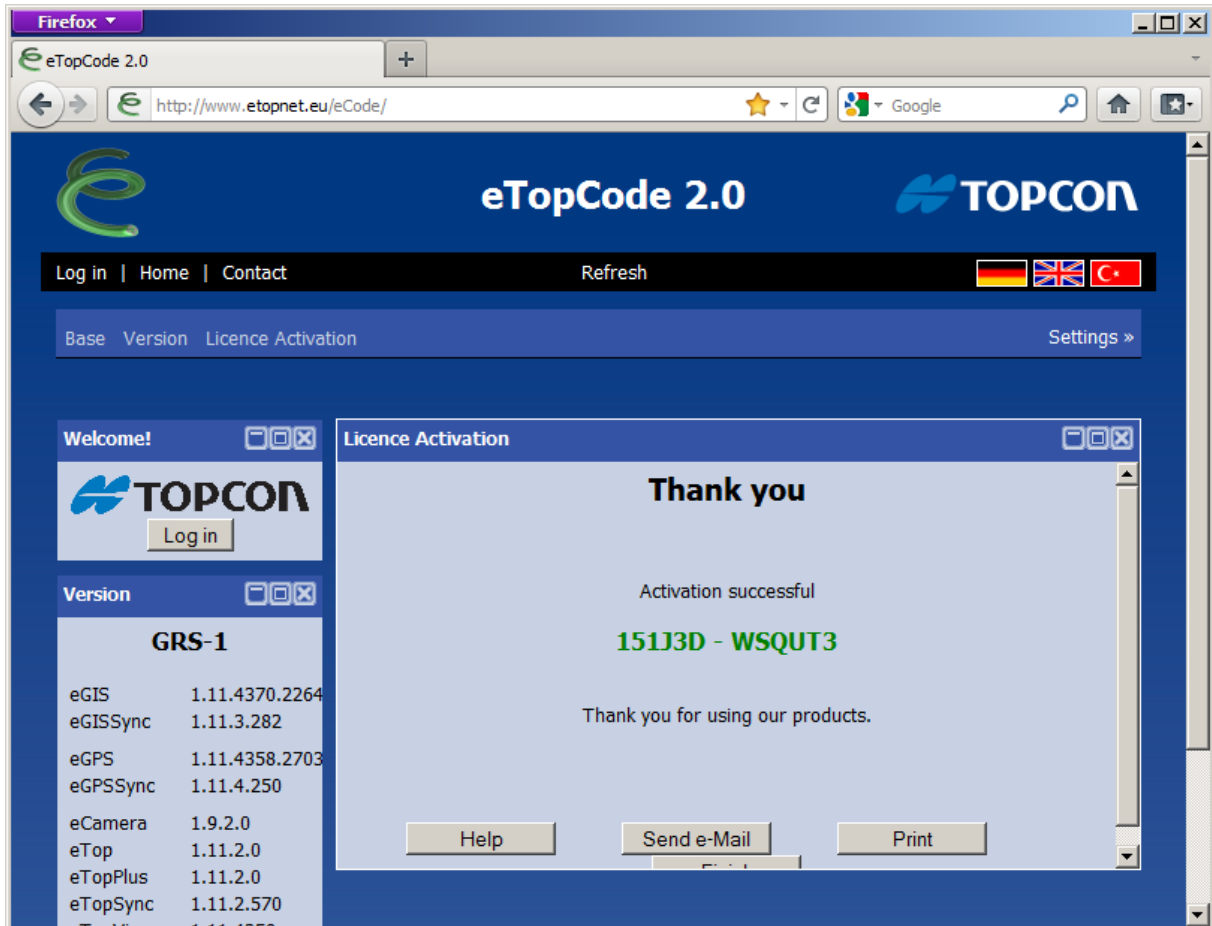 Firefox
eTopCode 2.0
http://www.etopnet.eu/eCode/
Google
eTopCode 2.0
TOPCON
Log in | Home | Contact
Refresh
Base Version Licence Activation
Settings »
Welcome!
TOPCON
Log in
Version
GRS-1
eGIS 1.11.4370.2264
eGISSync 1.11.3.282
eGPS 1.11.4358.2703
eGPSSync 1.11.4.250
eCamera 1.9.2.0
eTop 1.11.2.0
eTopPlus 1.11.2.0
eTopSync 1.11.2.570
Licence Activation
Thank you
Activation successful
151J3D - WSQUT3
Thank you for using our products.
Help
Send e-Mail
Print